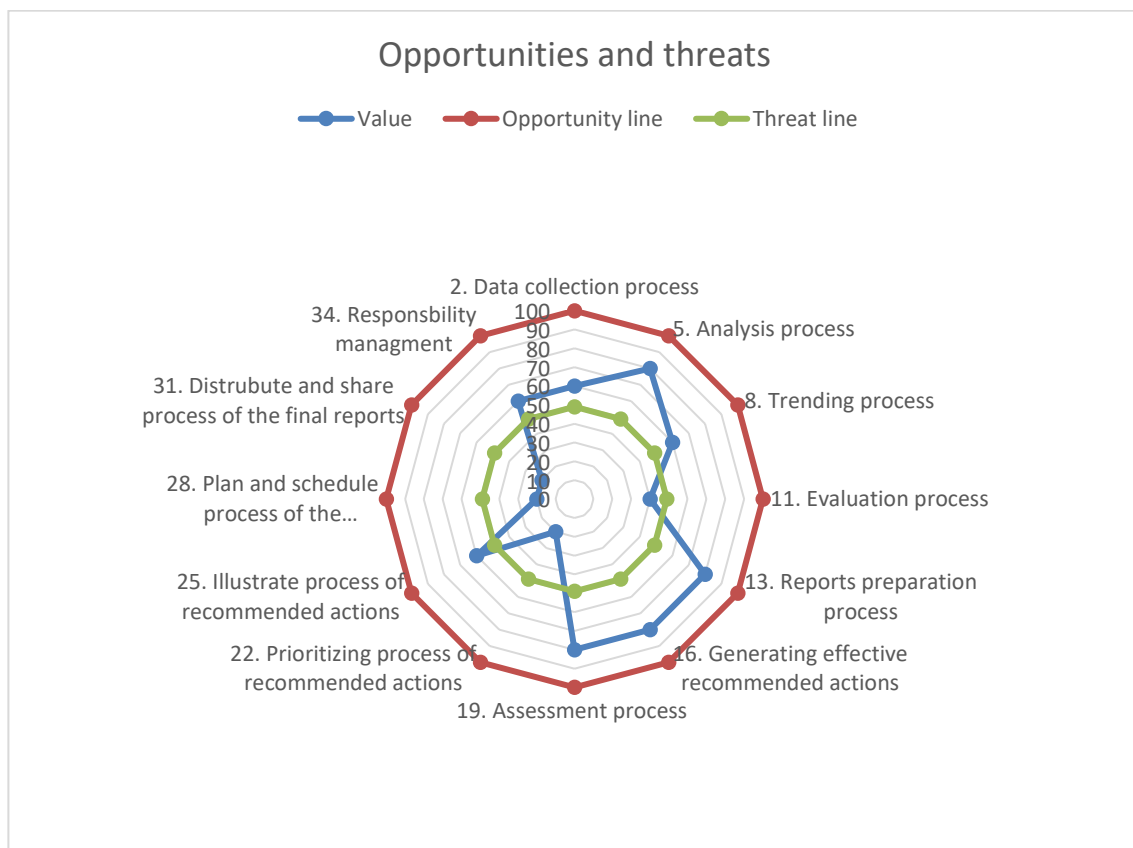 Opportunities and threats
Value Opportunity line Threat line
2. Data collection process
34. Responsbility
managment
5. Analysis process
31. Distrubute and share
process of the final reports
8. Trending process
28. Plan and schedule
process of the...
11. Evaluation process
25. Illustrate process of
recommended actions
13. Reports preparation
process
22. Prioritizing process of
recommended actions
16. Generating effective
recommended actions
19. Assessment process
100
90
80
70
60
50
40
30
20
10
0